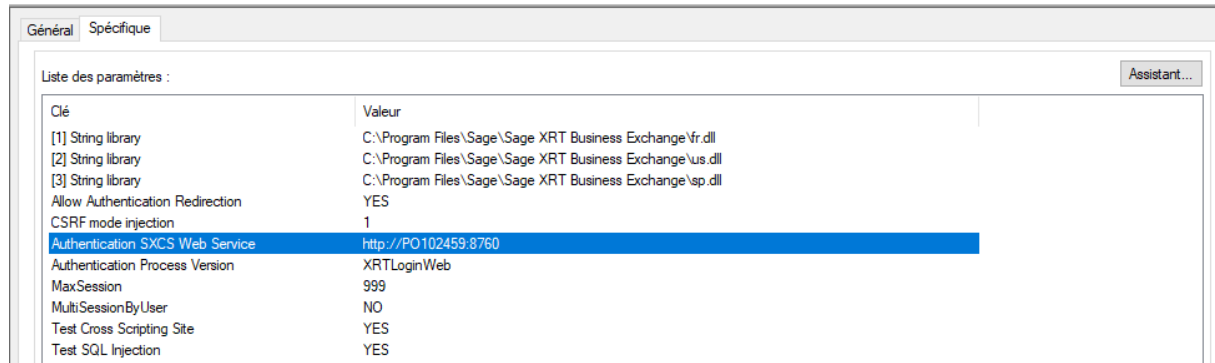 Général Spécifique
Liste des paramètres : Assistant...
Clé Valeur
[1] String library C:\Program Files\Sage\Sage XRT Business Exchange\fr.dll
[2] String library C:\Program Files\Sage\Sage XRT Business Exchange\us.dll
[3] String library C:\Program Files\Sage\Sage XRT Business Exchange\sp.dll
Allow Authentication Redirection YES
CSRF mode injection 1
Authentication SXCS Web Service http://PO102459:8760
Authentication Process Version XRTLoginWeb
MaxSession 999
MultiSessionByUser NO
Test Cross Scripting Site YES
Test SQL Injection YES